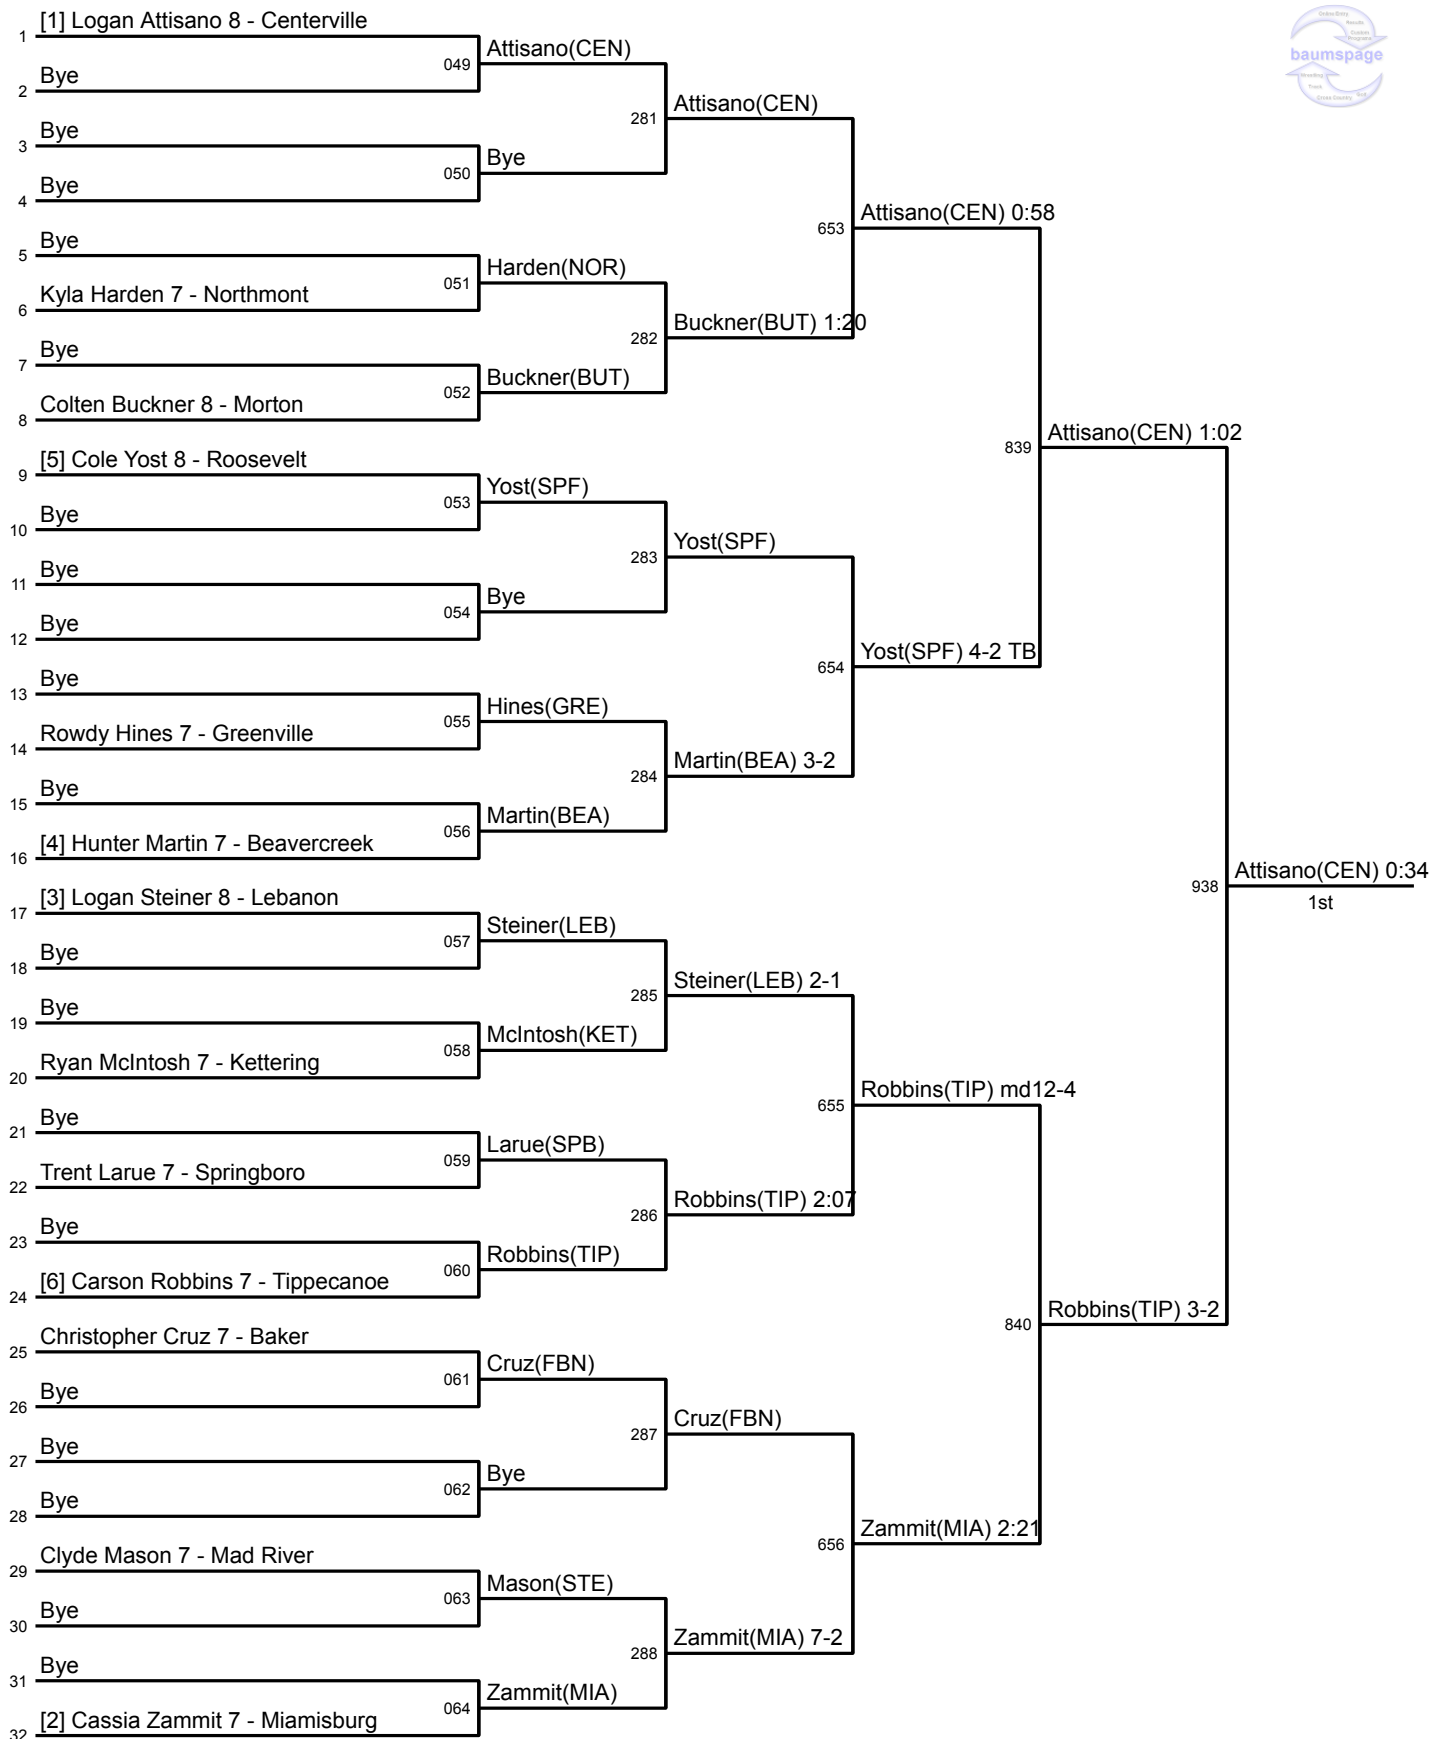 [1] Logan Attisano 8 - Centerville
1
Attisano(CEN)
049
Bye
2
Attisano(CEN)
281
Bye
3
Bye
050
Bye
4
Attisano(CEN) 0:58
653
Bye
5
Harden(NOR)
051
Kyla Harden 7 - Northmont
6
Buckner(BUT) 1:20
282
Bye
7
Buckner(BUT)
052
Colten Buckner 8 - Morton
8
Attisano(CEN) 1:02
839
[5] Cole Yost 8 - Roosevelt
9
Yost(SPF)
053
Bye
10
Yost(SPF)
283
Bye
11
Bye
054
Bye
12
Yost(SPF) 4-2 TB
654
Bye
13
Hines(GRE)
055
Rowdy Hines 7 - Greenville
14
Martin(BEA) 3-2
284
Bye
15
Martin(BEA)
056
[4] Hunter Martin 7 - Beavercreek
16
Attisano(CEN) 0:34
938
1st
[3] Logan Steiner 8 - Lebanon
17
Steiner(LEB)
057
Bye
18
Steiner(LEB) 2-1
285
Bye
19
McIntosh(KET)
058
Ryan McIntosh 7 - Kettering
20
Robbins(TIP) md12-4
655
Bye
21
Larue(SPB)
059
Trent Larue 7 - Springboro
22
Robbins(TIP) 2:07
286
Bye
23
Robbins(TIP)
060
[6] Carson Robbins 7 - Tippecanoe
24
Robbins(TIP) 3-2
840
Christopher Cruz 7 - Baker
25
Cruz(FBN)
061
Bye
26
Cruz(FBN)
287
Bye
27
Bye
062
Bye
28
Zammit(MIA) 2:21
656
Clyde Mason 7 - Mad River
29
Mason(STE)
063
Bye
30
Zammit(MIA) 7-2
288
Bye
31
Zammit(MIA)
064
[2] Cassia Zammit 7 - Miamisburg
32
Online Entry
Results
Custom
Programs
baumspage
Wrestling
Track
Cross Country